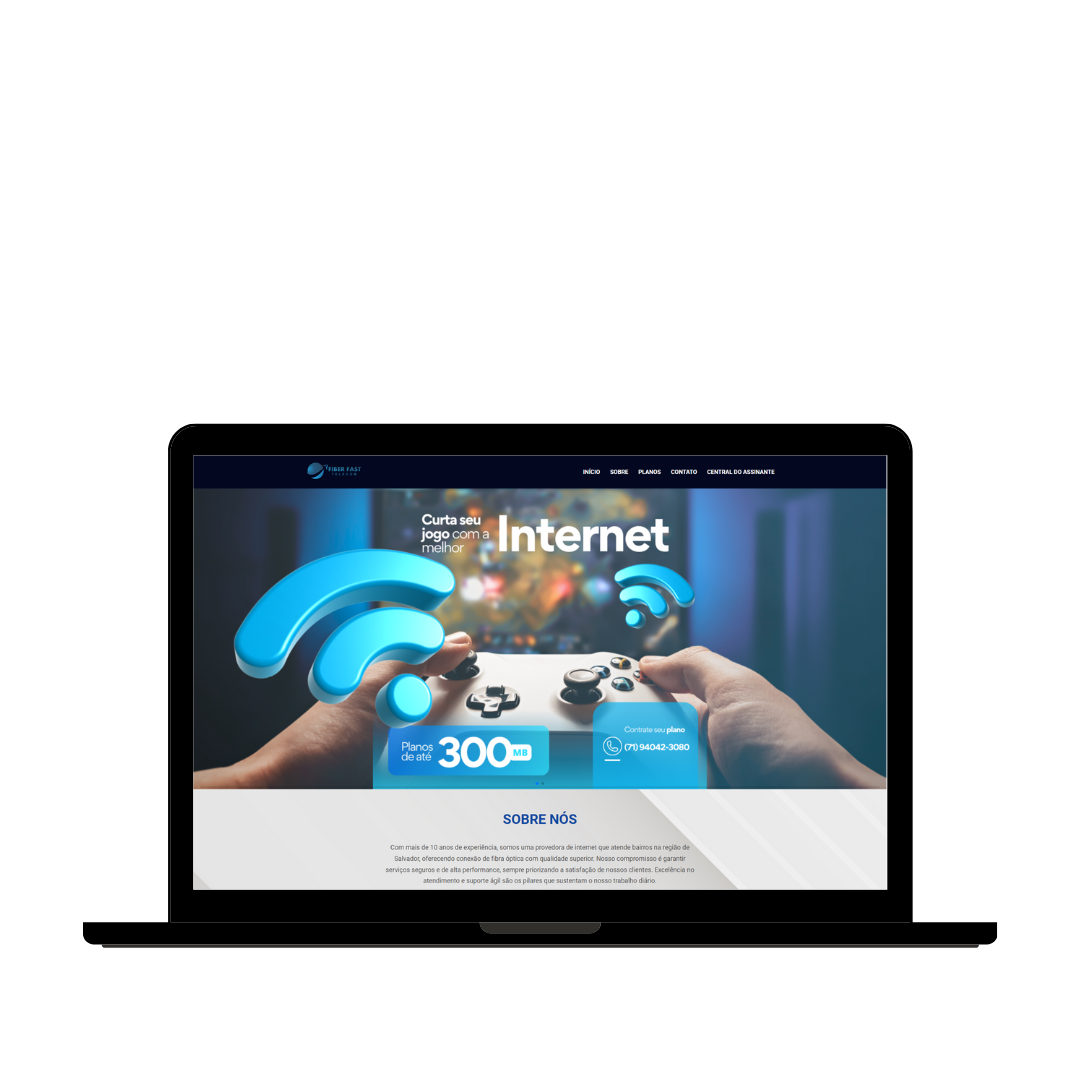 FIBER FAST
TELECOM
INÍCIO SOBRE PLANOS CONTATO CENTRAL DO ASSINANTE
Curta seu
jogo com a
melhor
Internet
Planos
de até
300 MB
Contrate seu plano
(71) 94042-3080
SOBRE NÓS
Com mais de 10 anos de experiência, somos uma provedora de internet que atende bairros na região de
Salvador, oferecendo conexão de fibra óptica com qualidade superior. Nosso compromisso é garantir
serviços seguros e de alta performance, sempre priorizando a satisfação de nossos clientes. Excelência no
atendimento e suporte ágil são os pilares que sustentam o nosso trabalho diário.